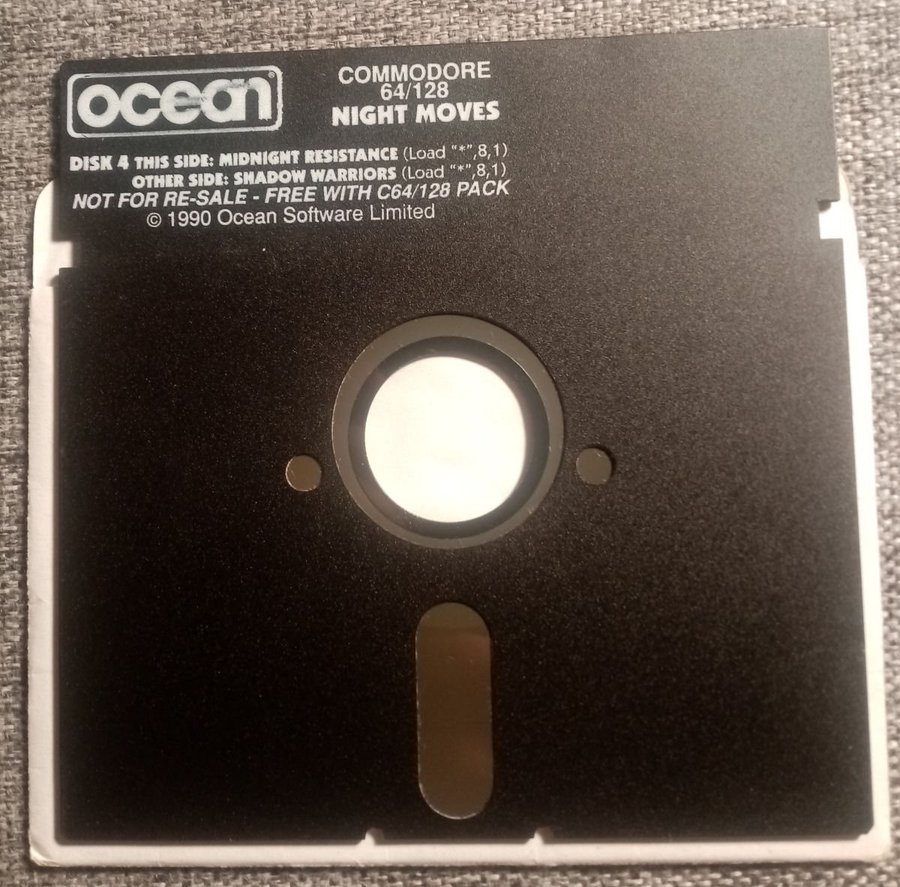 ocean®
COMMODORE
64/128
NIGHT MOVES
DISK 4 THIS SIDE: MIDNIGHT RESISTANCE (Load "*",8,1)
OTHER SIDE: SHADOW WARRIORS (Load "*",8,1)
NOT FOR RE-SALE - FREE WITH C64/128 PACK
© 1990 Ocean Software Limited